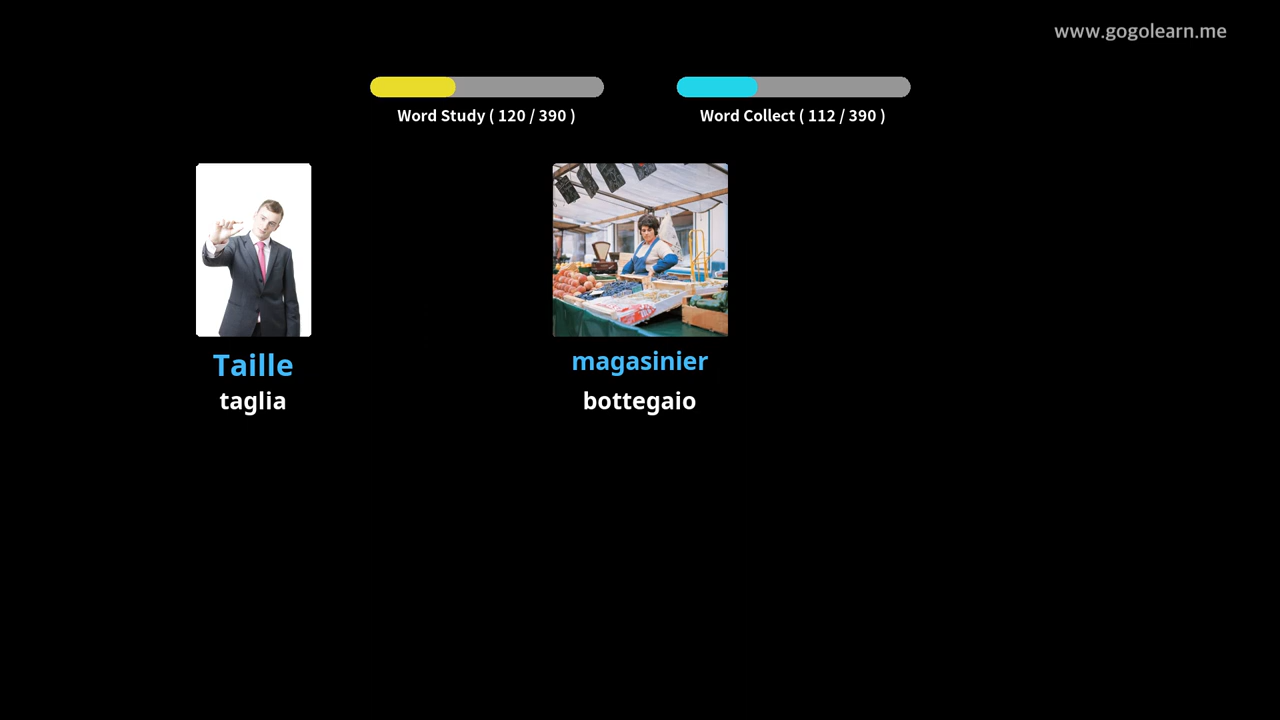 www.gogolearn.me
Word Study ( 120 / 390 )
Word Collect ( 112 / 390 )
Taille
taglia
magasinier
bottegaio